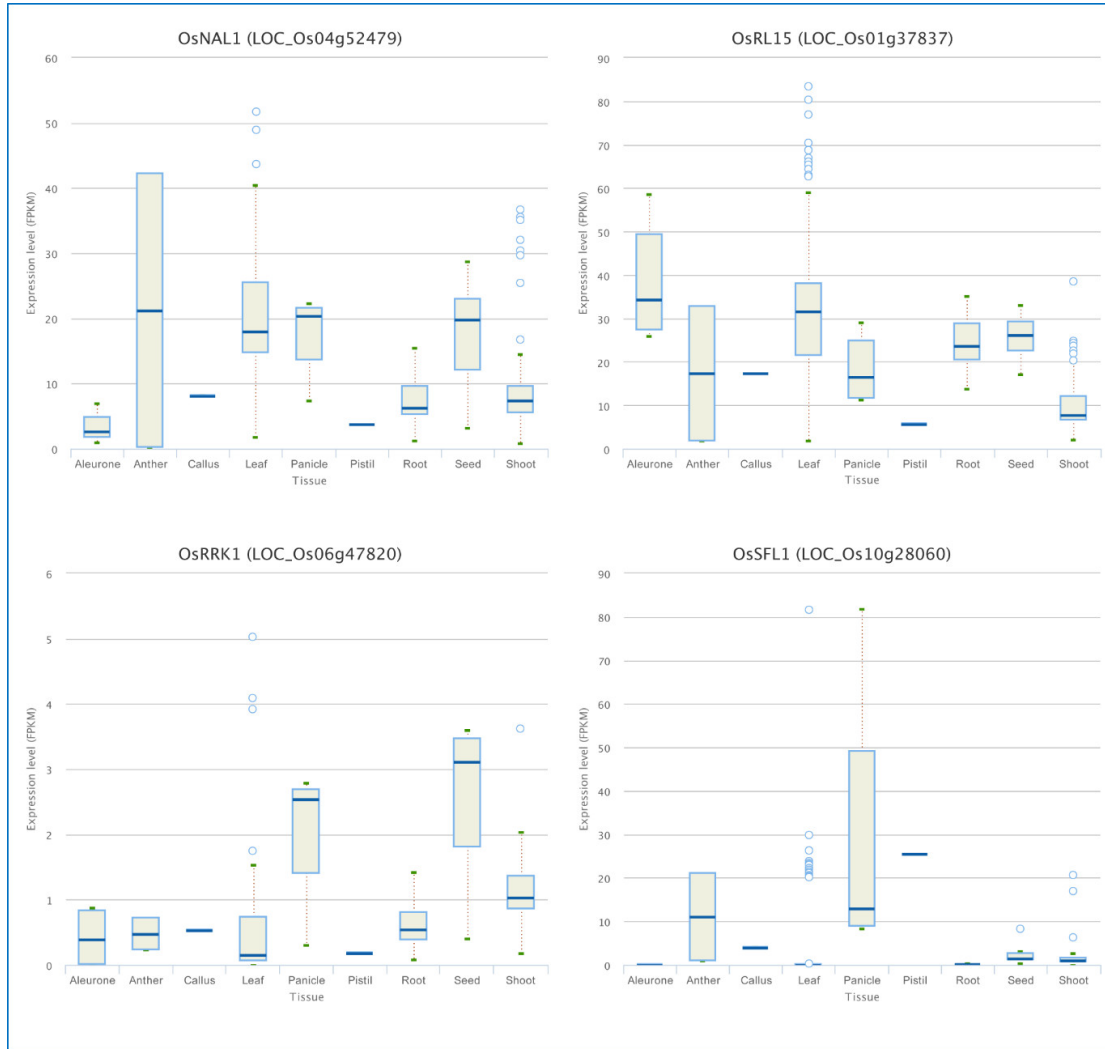 OsNAL1 (LOC_Os04g52479)
60
50
40
30
20
10
0
Expression level (FPKM)
Aleurone Anther Callus Leaf Panicle Pistil Root Seed Shoot
Tissue
OsRL15 (LOC_Os01g37837)
90
80
70
60
50
40
30
20
10
0
Expression level (FPKM)
Aleurone Anther Callus Leaf Panicle Pistil Root Seed Shoot
Tissue
OsRRK1 (LOC_Os06g47820)
6
5
4
3
2
1
0
Expression level (FPKM)
Aleurone Anther Callus Leaf Panicle Pistil Root Seed Shoot
Tissue
OsSFL1 (LOC_Os10g28060)
90
80
70
60
50
40
30
20
10
0
Expression level (FPKM)
Aleurone Anther Callus Leaf Panicle Pistil Root Seed Shoot
Tissue